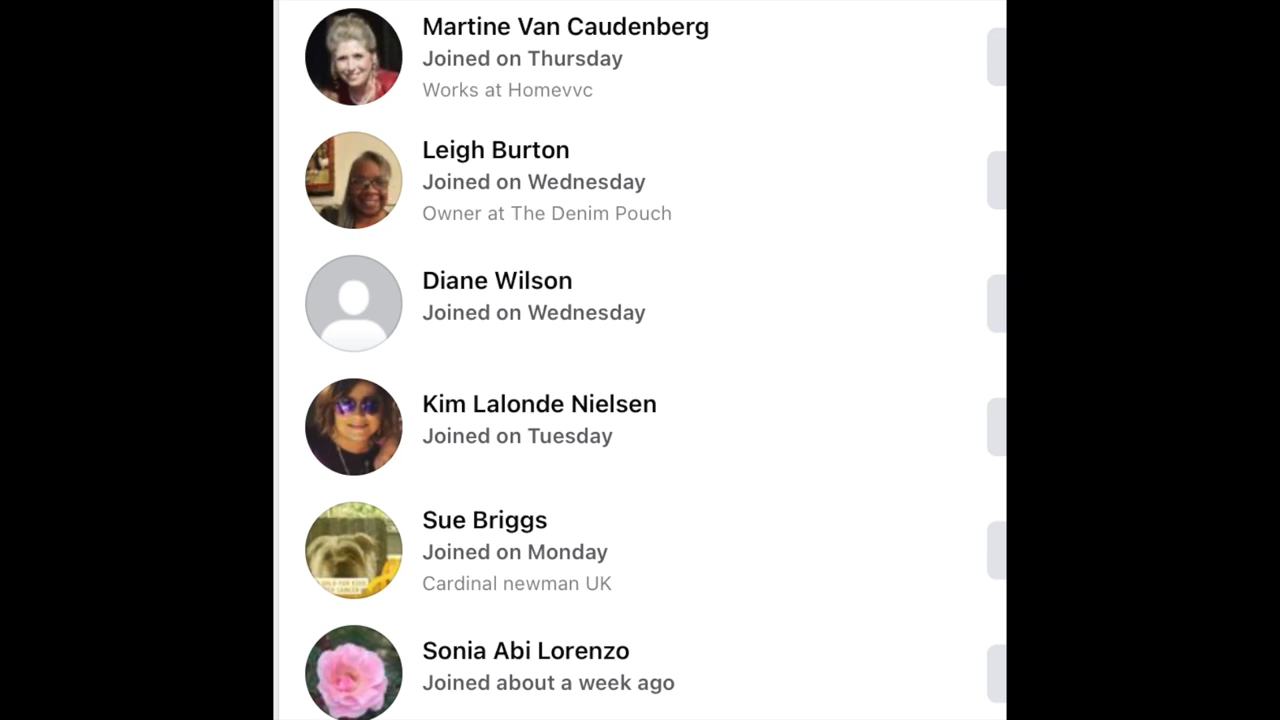 Martine Van Caudenberg
Joined on Thursday
Works at Homevvc
Leigh Burton
Joined on Wednesday
Owner at The Denim Pouch
Diane Wilson
Joined on Wednesday
Kim Lalonde Nielsen
Joined on Tuesday
Sue Briggs
Joined on Monday
Cardinal newman UK
Sonia Abi Lorenzo
Joined about a week ago